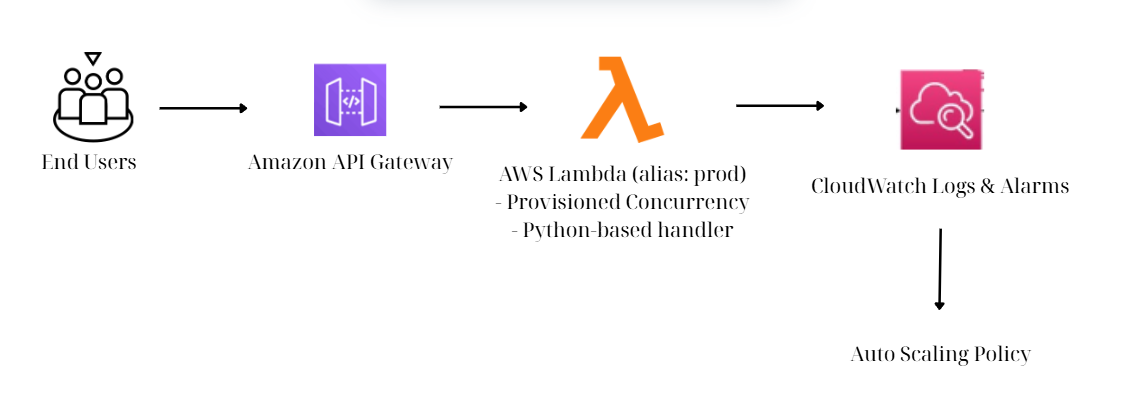 End Users
Amazon API Gateway
AWS Lambda (alias: prod)
- Provisioned Concurrency
- Python-based handler
CloudWatch Logs & Alarms
Auto Scaling Policy